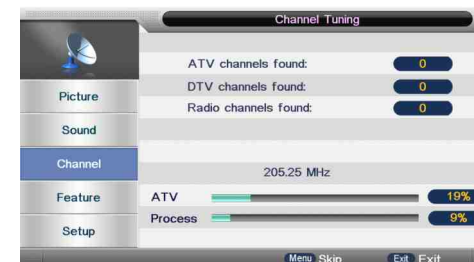 Channel Tuning
ATV channels found: 0
DTV channels found: 0
Radio channels found: 0
Picture
Sound
Channel
Feature
Setup
205.25 MHz
ATV 19%
Process 9%
Menu Skip Exit Exit